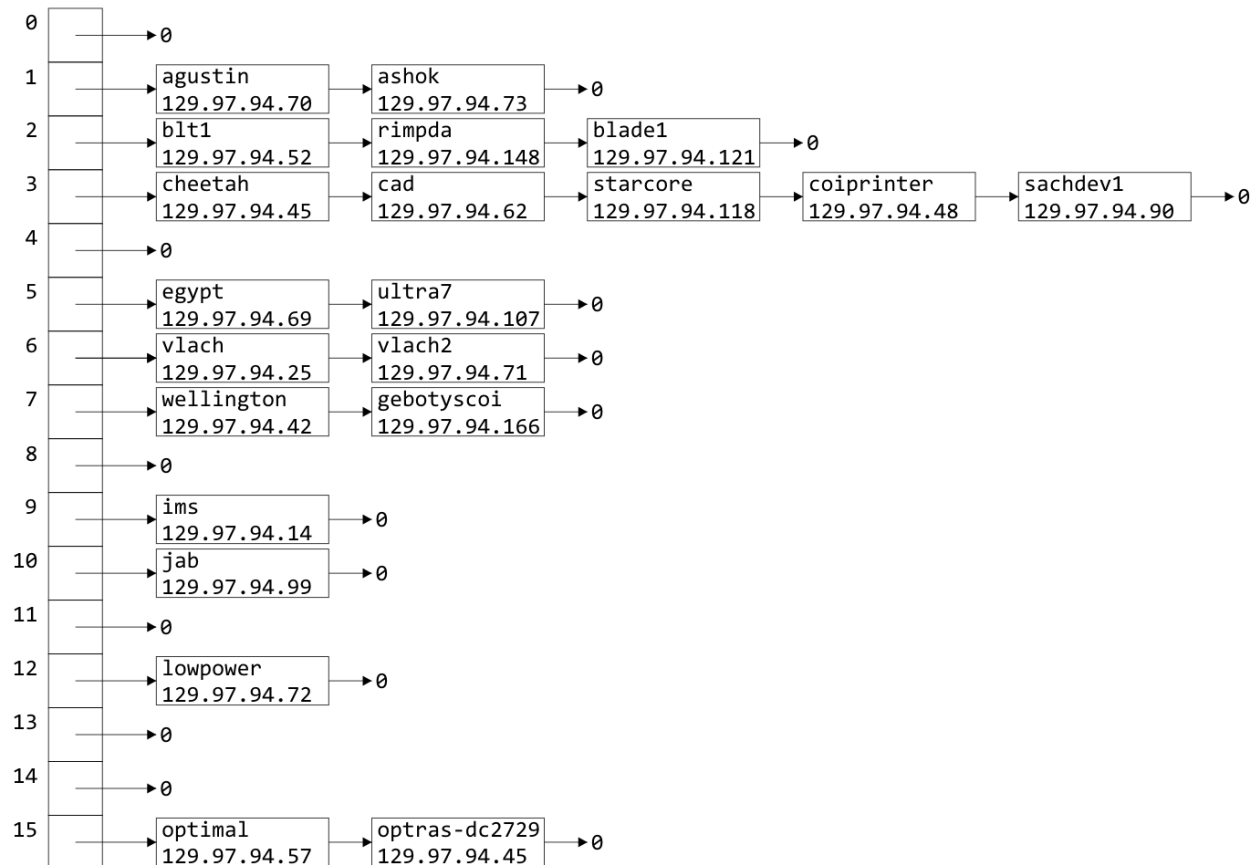 0 0
1 agustin ashok 0
129.97.94.70 129.97.94.73
2 blt1 rimpda blade1 0
129.97.94.52 129.97.94.148 129.97.94.121
3 cheetah cad starcore coiprinter sachdev1 0
129.97.94.45 129.97.94.62 129.97.94.118 129.97.94.48 129.97.94.90
4 0
5 egypt ultra7 0
129.97.94.69 129.97.94.107
6 vlach vlach2 0
129.97.94.25 129.97.94.71
7 wellington gebotyscoi 0
129.97.94.42 129.97.94.166
8 0
9 ims 0
129.97.94.14
10 jab 0
129.97.94.99
11 0
12 lowpower 0
129.97.94.72
13 0
14 0
15 optimal optras-dc2729 0
129.97.94.57 129.97.94.45